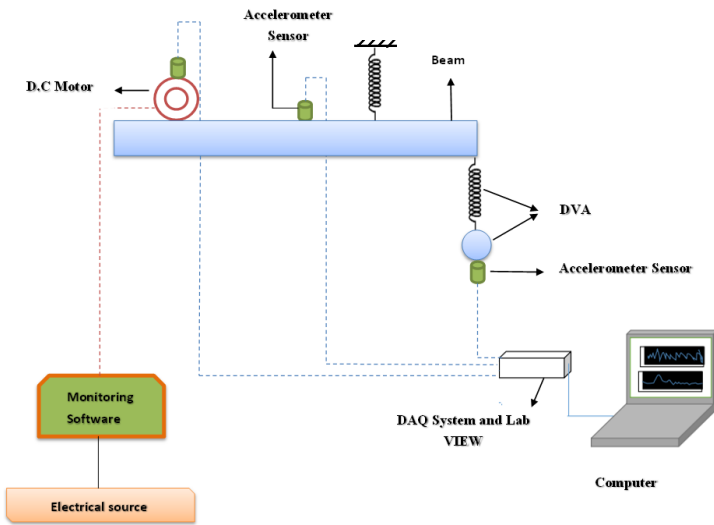 Accelerometer
Sensor
D.C Motor
Beam
DVA
Accelerometer Sensor
Monitoring
Software
DAQ System and Lab
VIEW
Computer
Electrical source